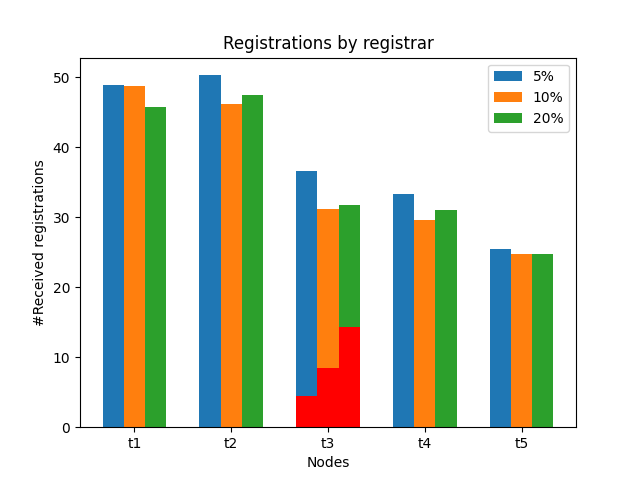 Registrations by registrar
5%
10%
20%
#Received registrations
50
40
30
20
10
0
t1 t2 t3 t4 t5
Nodes